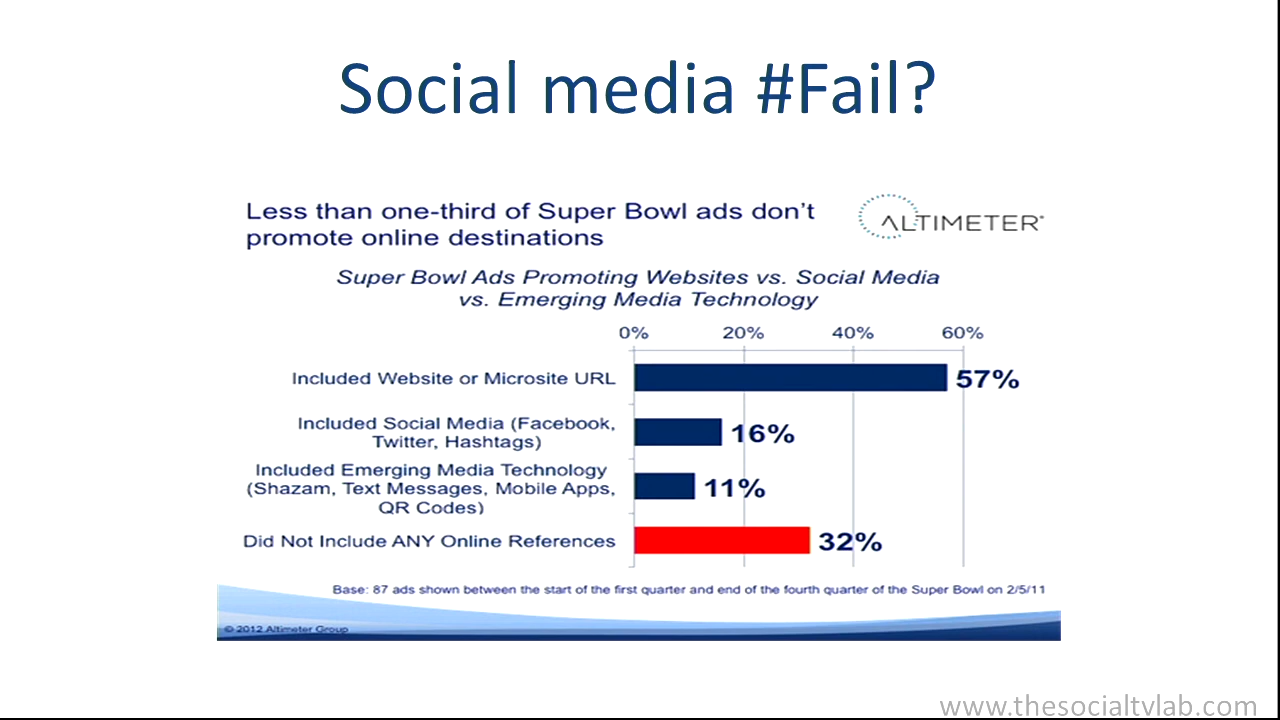 Social media #Fail?
Less than one-third of Super Bowl ads don't
promote online destinations
ALTIMETER®
Super Bowl Ads Promoting Websites vs. Social Media
vs. Emerging Media Technology
0% 20% 40% 60%
Included Website or Microsite URL 57%
Included Social Media (Facebook,
Twitter, Hashtags) 16%
Included Emerging Media Technology
(Shazam, Text Messages, Mobile Apps,
QR Codes) 11%
Did Not Include ANY Online References 32%
Base: 87 ads shown between the start of the first quarter and end of the fourth quarter of the Super Bowl on 2/5/11
© 2012 Altimeter Group
www.thesocialtvlab.com